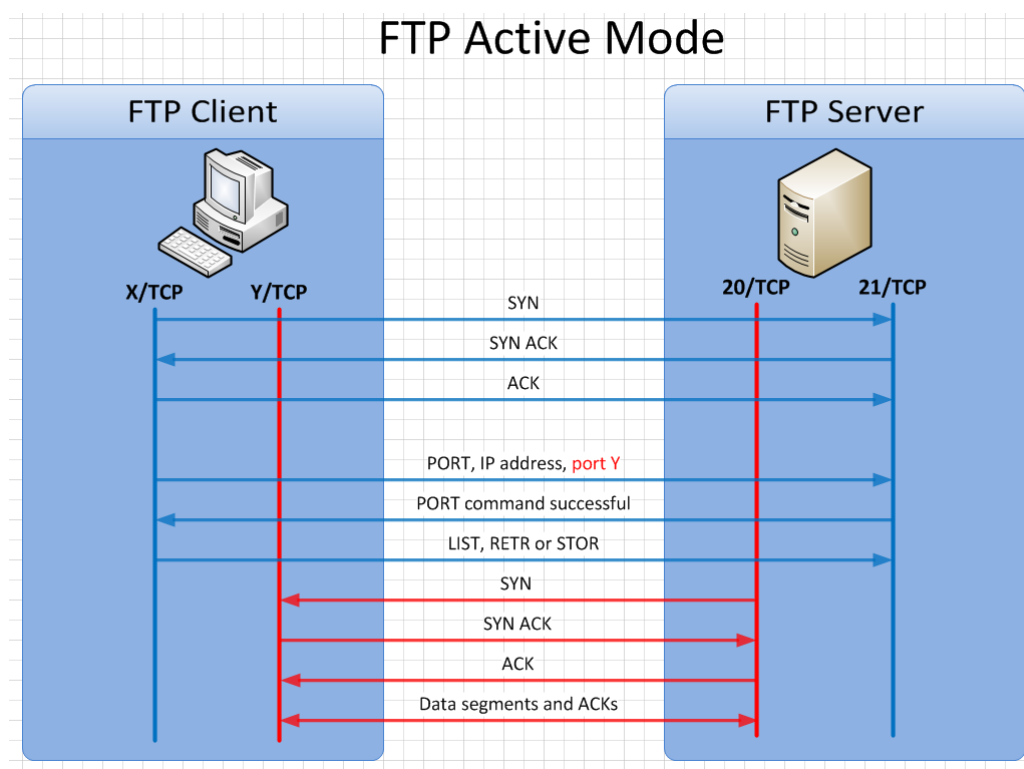 FTP Active Mode
FTP Client
FTP Server
X/TCP
Y/TCP
20/TCP
21/TCP
SYN
SYN ACK
ACK
PORT, IP address, port Y
PORT command successful
LIST, RETR or STOR
SYN
SYN ACK
ACK
Data segments and ACKs